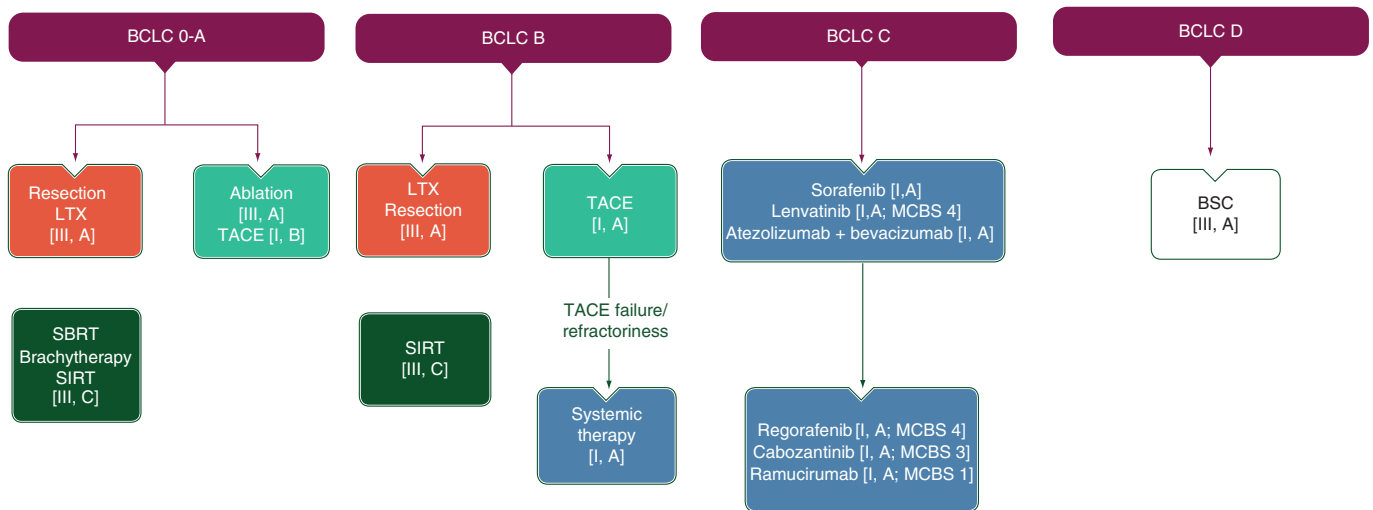 BCLC 0-A
BCLC B
BCLC C
BCLC D
Resection
LTX
[III, A]
Ablation
[III, A]
TACE [I, B]
LTX
Resection
[III, A]
TACE
[I, A]
Sorafenib [I,A]
Lenvatinib [I,A; MCBS 4]
Atezolizumab + bevacizumab [I, A]
BSC
[III, A]
SBRT
Brachytherapy
SIRT
[III, C]
SIRT
[III, C]
TACE failure/
refractoriness
Systemic
therapy
[I, A]
Regorafenib [I, A; MCBS 4]
Cabozantinib [I, A; MCBS 3]
Ramucirumab [I, A; MCBS 1]